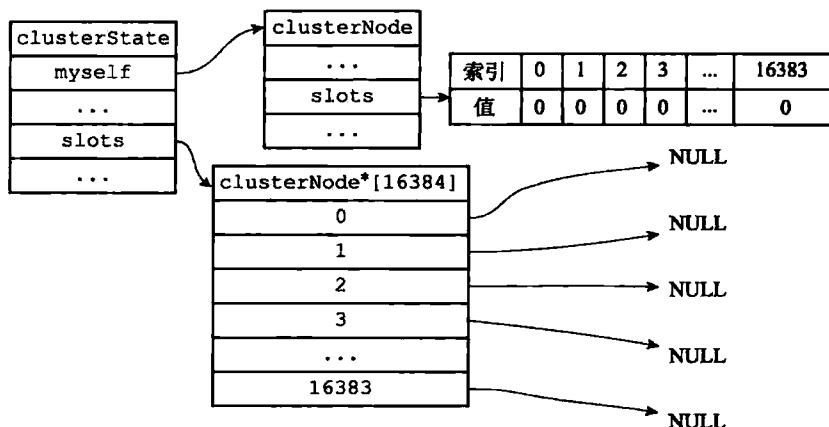 clusterState
myself
...
slots
...
clusterNode
...
slots
...
索引 0 1 2 3 ... 16383
值 0 0 0 0 ... 0
clusterNode*[16384]
0
1
2
3
...
16383
NULL
NULL
NULL
NULL
NULL